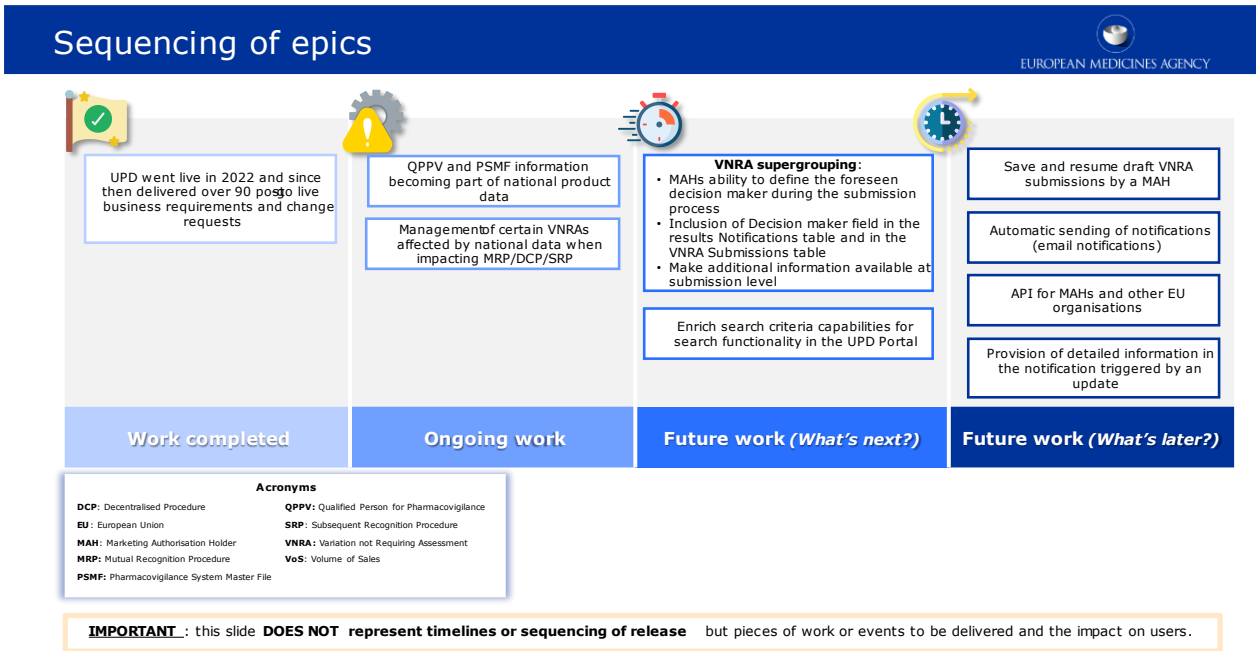 Sequencing of epics
EUROPEAN MEDICINES AGENCY
UPD went live in 2022 and since
then delivered over 90 post go live
business requirements and change
requests
QPPV and PSMF information
becoming part of national product
data
Management of certain VNRAs
affected by national data when
impacting MRP/DCP/SRP
VNRA supergrouping:
• MAHs ability to define the foreseen
decision maker during the submission
process
• Inclusion of Decision maker field in the
results Notifications table and in the
VNRA Submissions table
• Make additional information available at
submission level
Enrich search criteria capabilities for
search functionality in the UPD Portal
Save and resume draft VNRA
submissions by a MAH
Automatic sending of notifications
(email notifications)
API for MAHs and other EU
organisations
Provision of detailed information in
the notification triggered by an
update
Work completed
Ongoing work
Future work (What's next?)
Future work (What's later?)
Acronyms
DCP: Decentralised Procedure
EU: European Union
MAH: Marketing Authorisation Holder
MRP: Mutual Recognition Procedure
PSMF: Pharmacovigilance System Master File
QPPV: Qualified Person for Pharmacovigilance
SRP: Subsequent Recognition Procedure
VNRA: Variation not Requiring Assessment
VoS: Volume of Sales
IMPORTANT : this slide DOES NOT represent timelines or sequencing of release but pieces of work or events to be delivered and the impact on users.